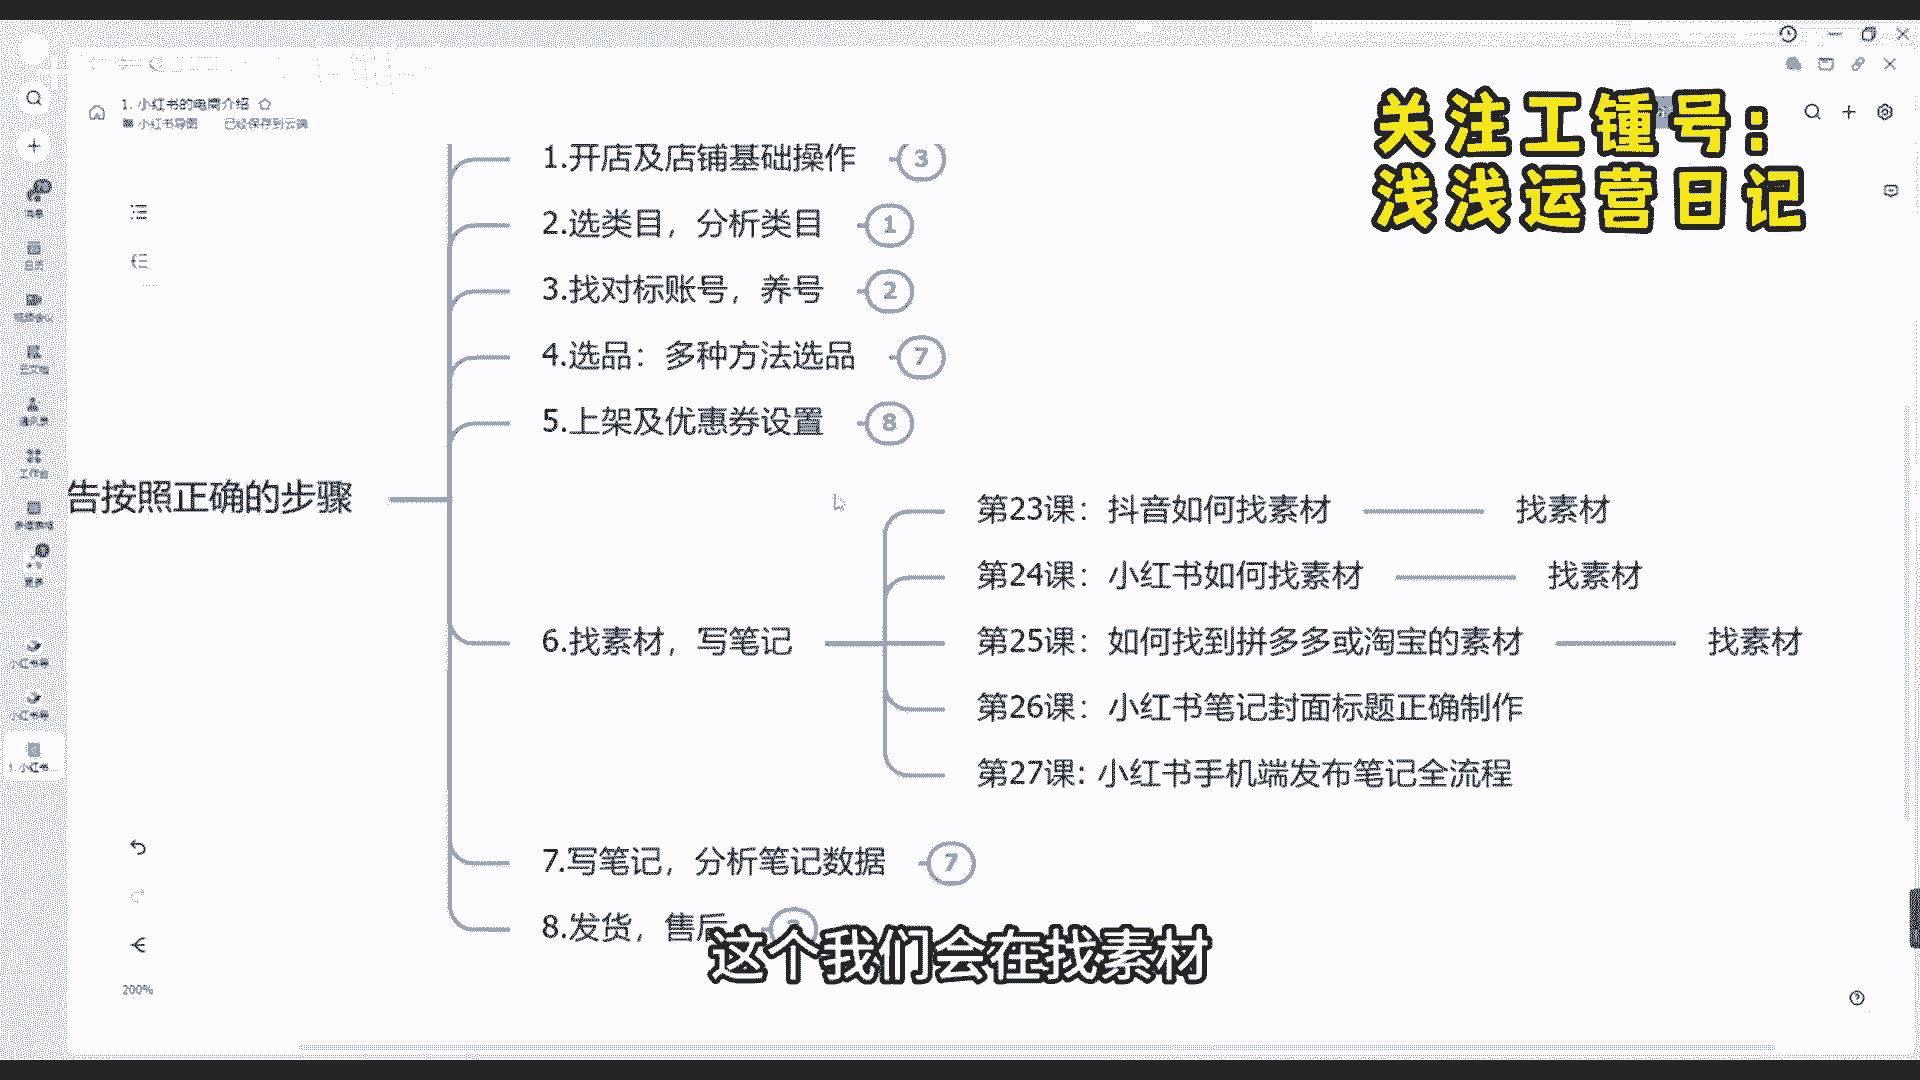 1. 小红书的电商介绍
小红书导图 已经保存到云端
关注工锺号：
浅浅运营日记
1.开店及店铺基础操作 3
2.选类目，分析类目 1
3.找对标账号，养号 2
4.选品：多种方法选品 7
5.上架及优惠券设置 8
告按照正确的步骤
6.找素材，写笔记
第23课：抖音如何找素材 找素材
第24课：小红书如何找素材 找素材
第25课：如何找到拼多多或淘宝的素材 找素材
第26课：小红书笔记封面标题正确制作
第27课: 小红书手机端发布笔记全流程
7.写笔记，分析笔记数据 7
8.发货，售后
这个我们会在找素材
200%